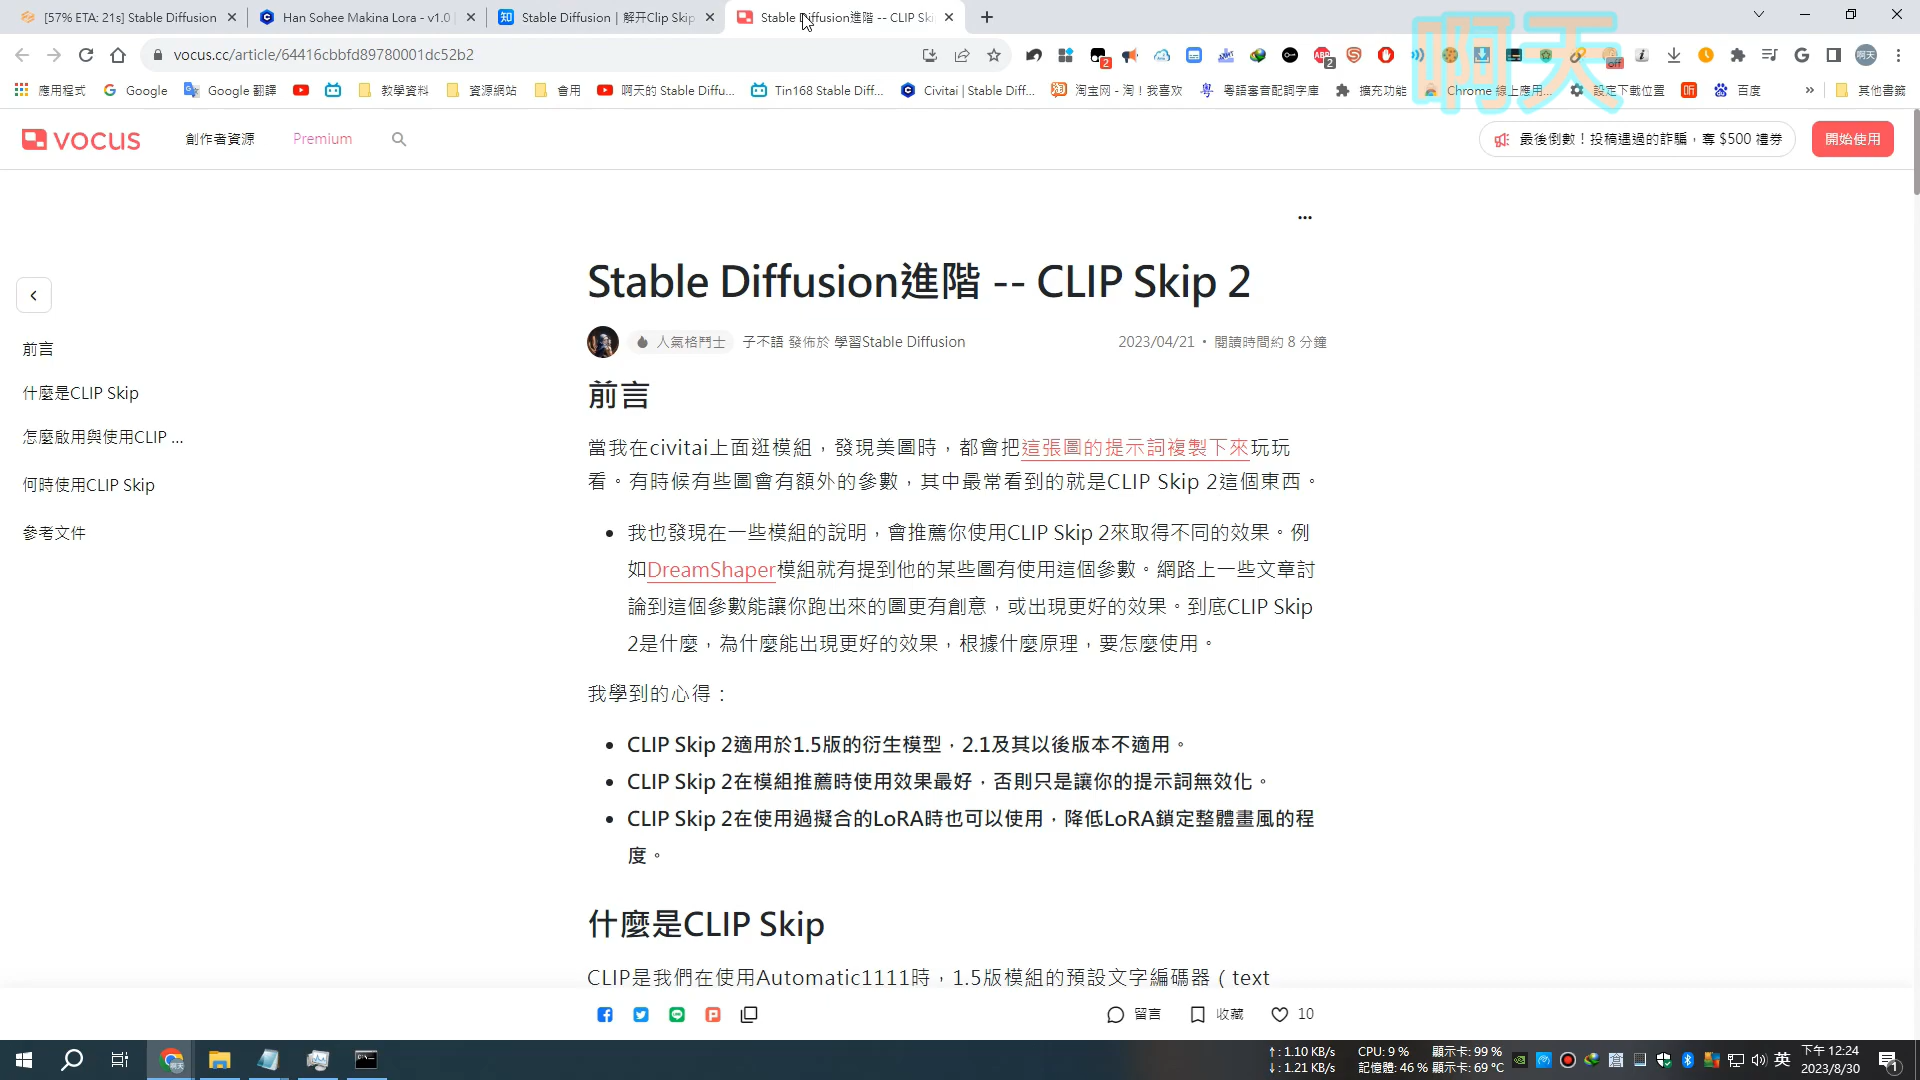 [57% ETA: 21s] Stable Diffusion
Han Sohee Makina Lora - v1.0
Stable Diffusion｜解开Clip Skip
Stable Diffusion進階 -- CLIP Ski
vocus.cc/article/64416cbbfd89780001dc52b2
應用程式
Google
Google 翻譯
教學資料
資源網站
會用
啊天的 Stable Diffu...
Tin168 Stable Diff...
Civitai | Stable Diff...
淘宝网 - 淘！我喜欢
粵語審音配詞字庫
擴充功能
Chrome 線上應用...
設定下載位置
百度
其他書籤
啊天
vocus
創作者資源
Premium
最後倒數！投稿遇過的詐騙，奪 $500 禮券
開始使用
前言
什麼是CLIP Skip
怎麼啟用與使用CLIP ...
何時使用CLIP Skip
參考文件
Stable Diffusion進階 -- CLIP Skip 2
人氣格鬥士
子不語 發佈於 學習Stable Diffusion
2023/04/21・閱讀時間約 8 分鐘
前言
當我在civitai上面逛模組，發現美圖時，都會把這張圖的提示詞複製下來玩玩
看。有時候有些圖會有額外的參數，其中最常看到的就是CLIP Skip 2這個東西。
我也發現在一些模組的說明，會推薦你使用CLIP Skip 2來取得不同的效果。例
如DreamShaper模組就有提到他的某些圖有使用這個參數。網路上一些文章討
論到這個參數能讓你跑出來的圖更有創意，或出現更好的效果。到底CLIP Skip
2是什麼，為什麼能出現更好的效果，根據什麼原理，要怎麼使用。
我學到的心得：
CLIP Skip 2適用於1.5版的衍生模型，2.1及其以後版本不適用。
CLIP Skip 2在模組推薦時使用效果最好，否則只是讓你的提示詞無效化。
CLIP Skip 2在使用過擬合的LoRA時也可以使用，降低LoRA鎖定整體畫風的程
度。
什麼是CLIP Skip
CLIP是我們在使用Automatic1111時，1.5版模組的預設文字編碼器（text
留言
收藏
10
↑: 1.10 KB/s
↓: 1.21 KB/s
CPU: 9 %
顯示卡: 99 %
記憶體: 46 %
顯示卡: 69 °C
英
下午 12:24
2023/8/30